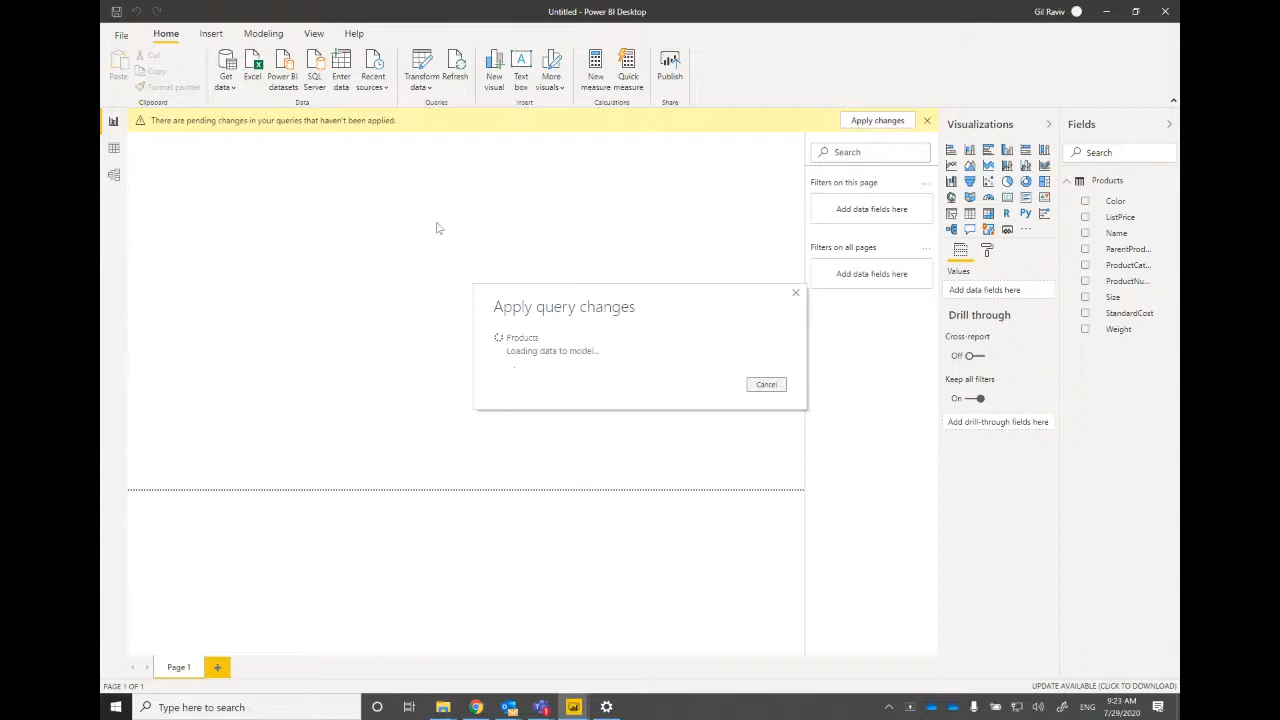 Untitled - Power BI Desktop
Gil Raviv
File
Home
Insert
Modeling
View
Help
Paste
Cut
Copy
Format painter
Clipboard
Get data
Excel
Power BI datasets
SQL Server
Enter data
Recent sources
Data
Transform data
Refresh
Queries
New visual
Text box
More visuals
Insert
New measure
Quick measure
Calculations
Publish
Share
There are pending changes in your queries that haven't been applied.
Apply changes
Search
Filters on this page
...
Add data fields here
Filters on all pages
...
Add data fields here
Visualizations
R
Py
...
Values
Add data fields here
Drill through
Cross-report
Off
Keep all filters
On
Add drill-through fields here
Fields
Search
Products
Color
ListPrice
Name
ParentProd...
ProductCat...
ProductNu...
Size
StandardCost
Weight
Apply query changes
Products
Loading data to model...
Cancel
Page 1
+
PAGE 1 OF 1
UPDATE AVAILABLE (CLICK TO DOWNLOAD)
Type here to search
ENG
9:23 AM
7/29/2020